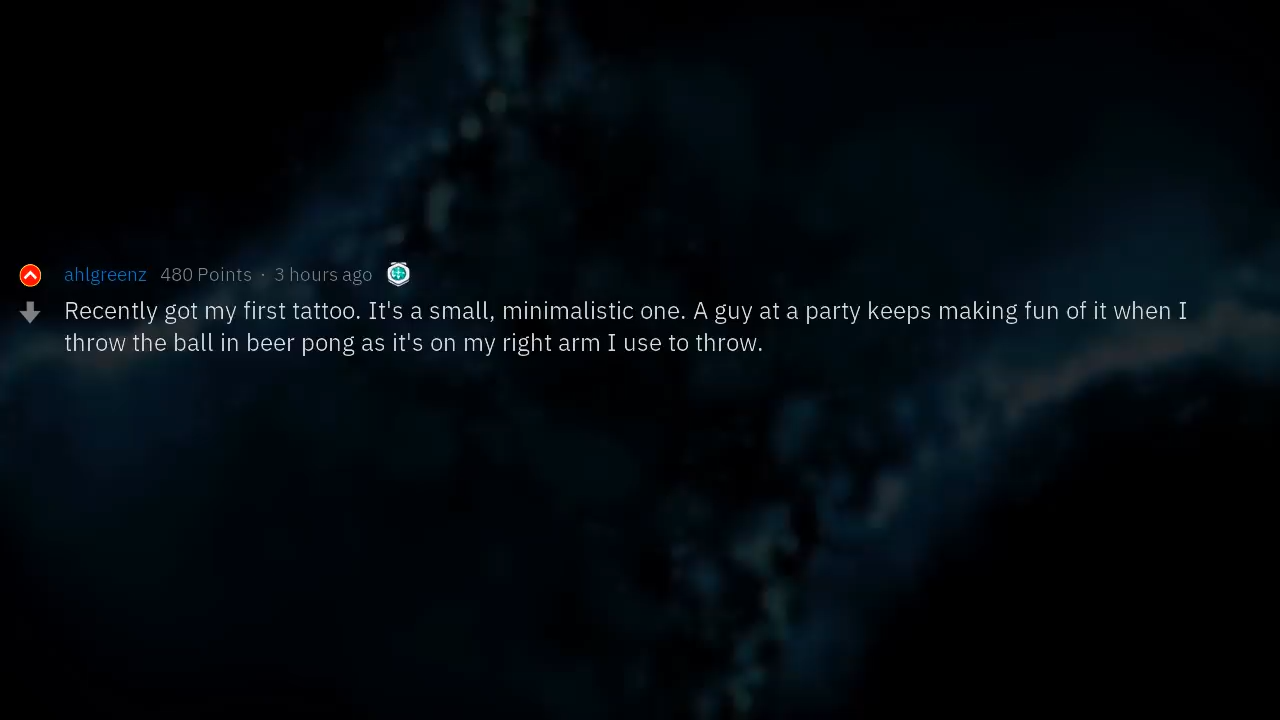 ahlgreenz 480 Points · 3 hours ago
Recently got my first tattoo. It's a small, minimalistic one. A guy at a party keeps making fun of it when I
throw the ball in beer pong as it's on my right arm I use to throw.